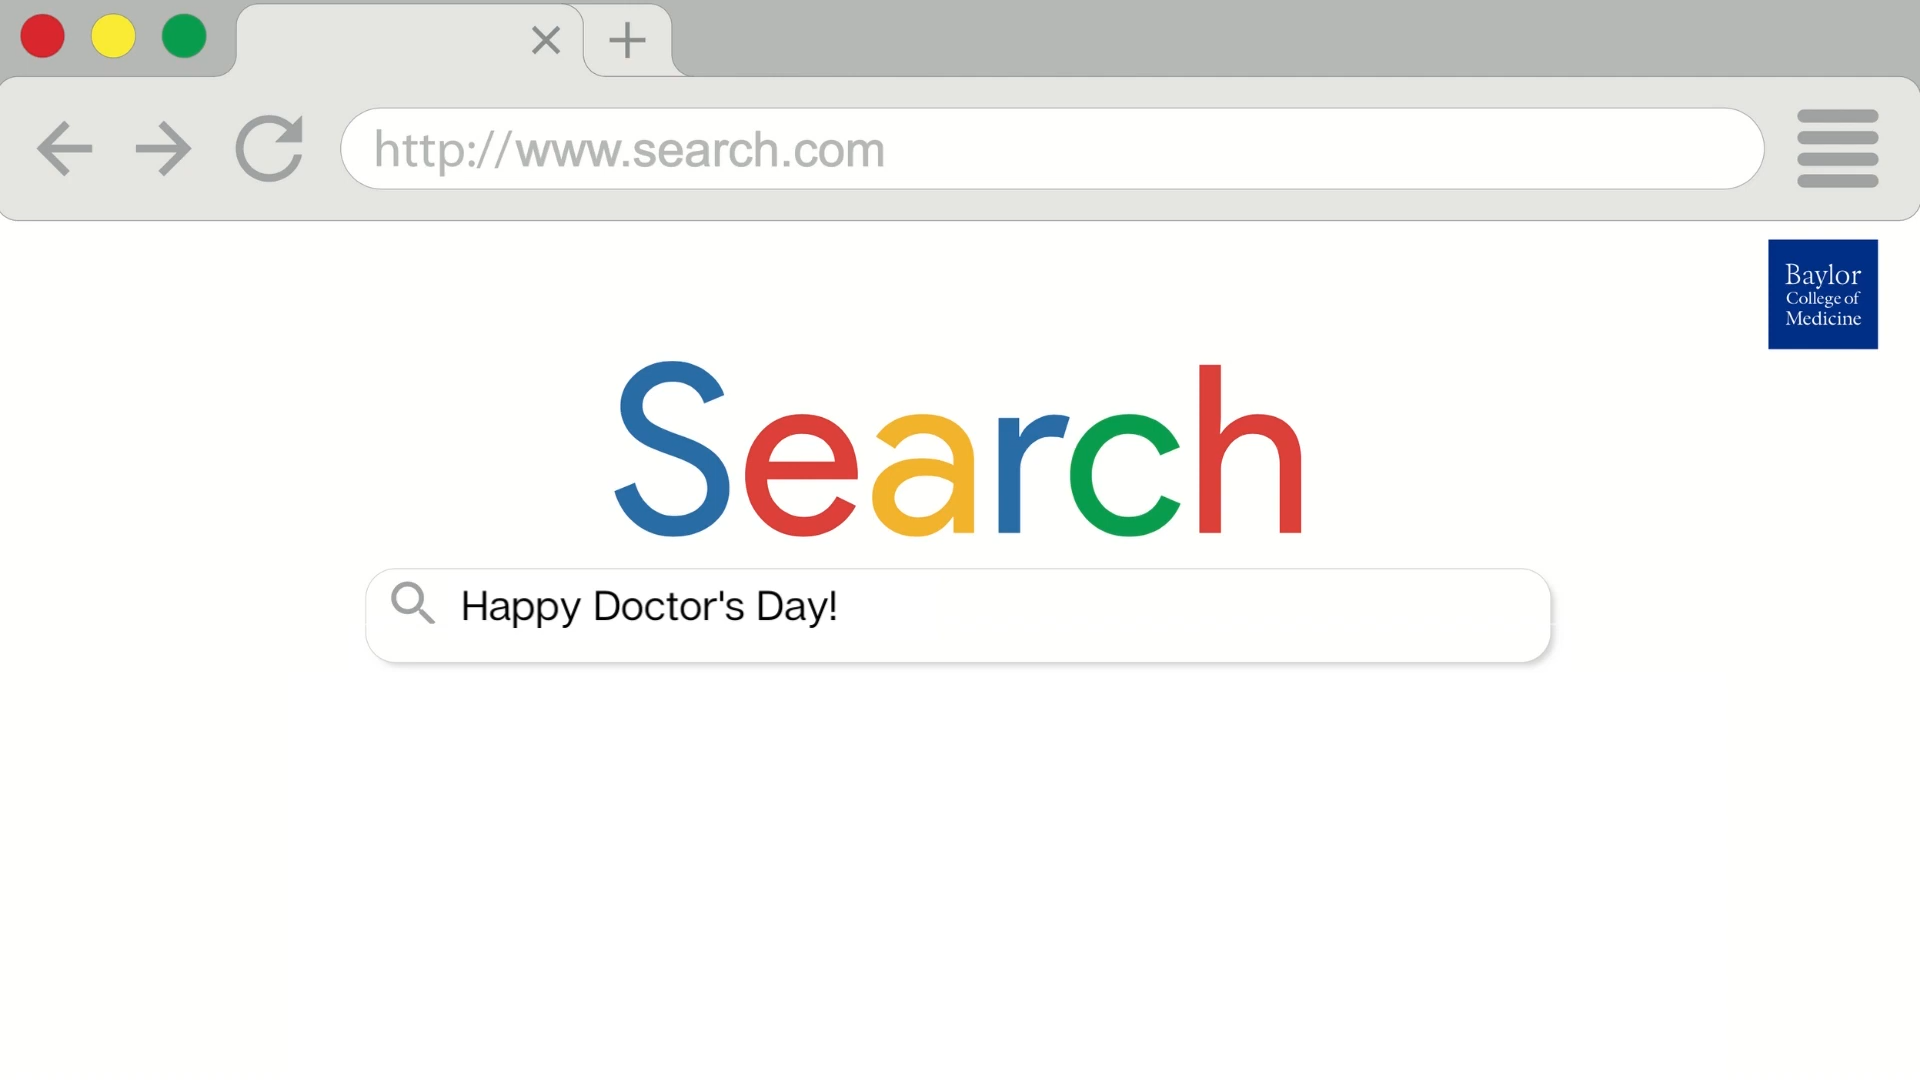 http://www.search.com
Baylor
College of
Medicine
Search
Happy Doctor's Day!